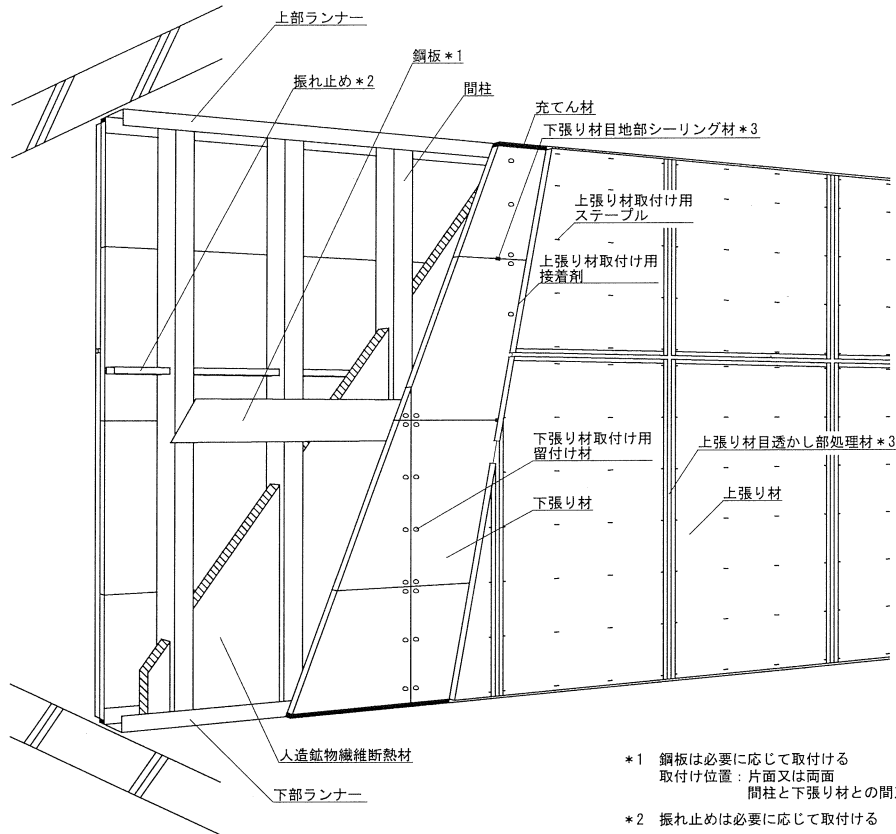 上部ランナー
鋼板＊1
振れ止め＊2
間柱
充てん材
下張り材目地部シーリング材＊3
上張り材取付け用
ステープル
上張り材取付け用
接着剤
下張り材取付け用
留付け材
上張り材目透かし部処理材＊3
下張り材
上張り材
人造鉱物繊維断熱材
下部ランナー
＊1 鋼板は必要に応じて取付ける
取付け位置：片面又は両面
間柱と下張り材との間
＊2 振れ止めは必要に応じて取付ける